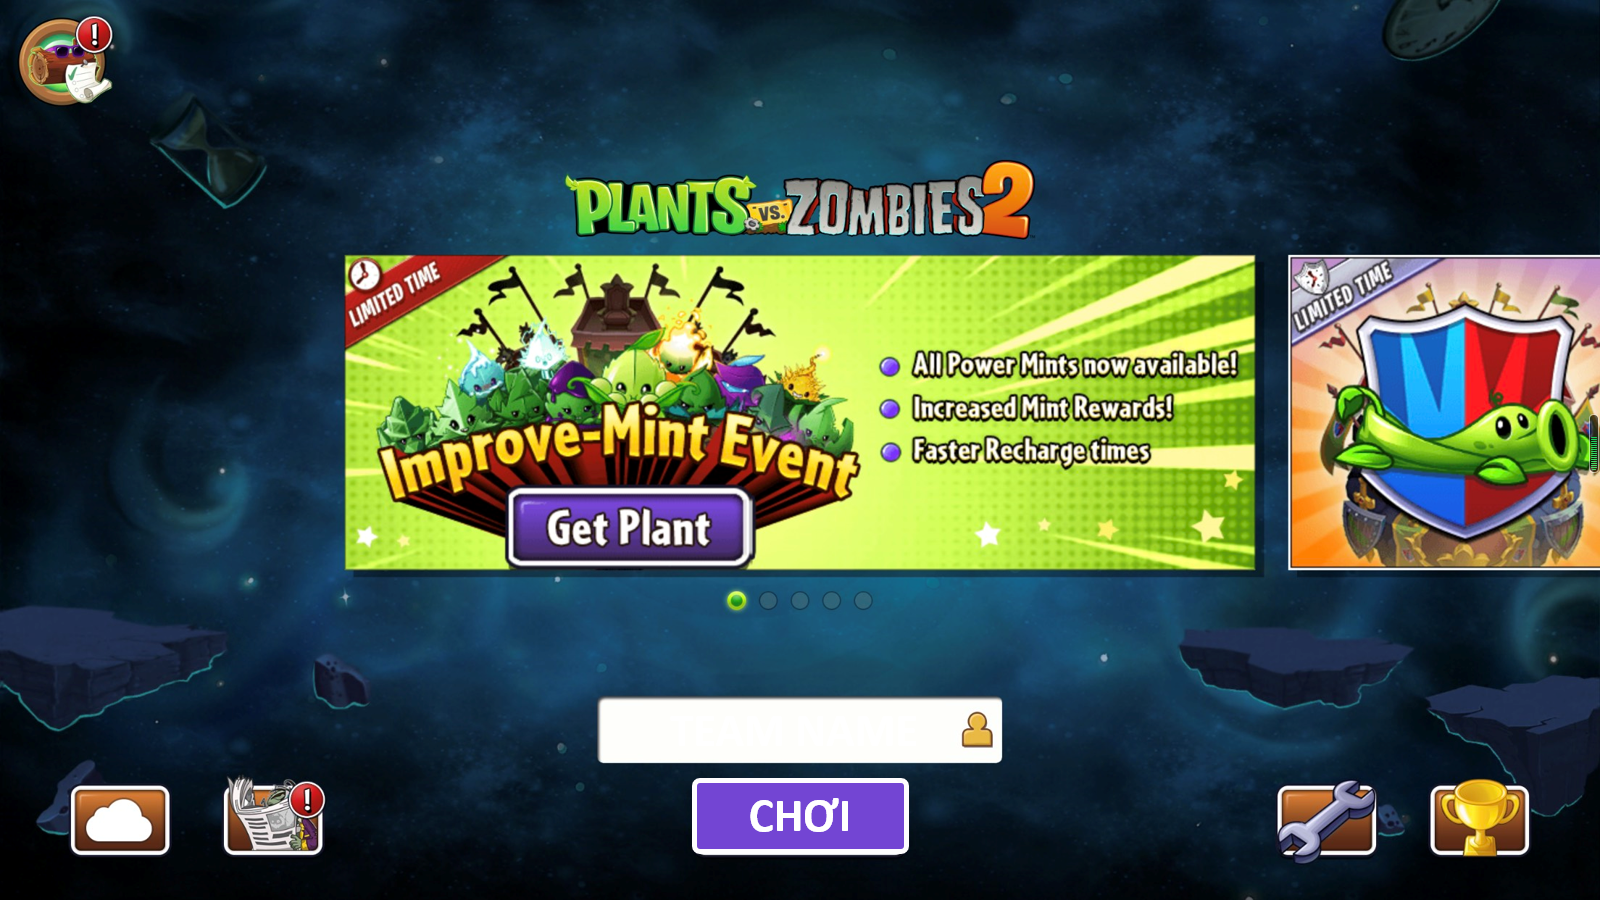 PLANTS VS. ZOMBIES 2
LIMITED TIME
Improve-Mint Event
Get Plant
All Power Mints now available!
Increased Mint Rewards!
Faster Recharge times
LIMITED TIME
CHƠI